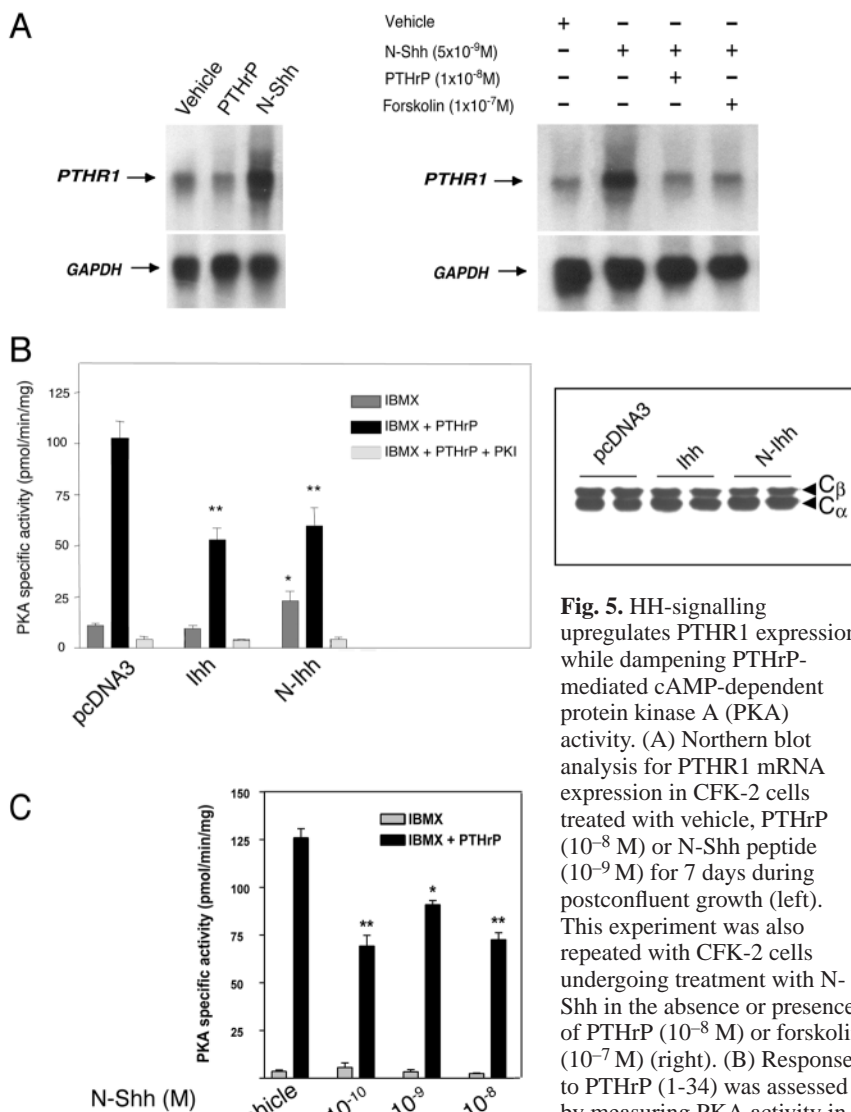 A
Vehicle
PTHrP
N-Shh
PTHR1
GAPDH
Vehicle + – – –
N-Shh (5x10⁻⁹M) – + + +
PTHrP (1x10⁻⁸M) – – + –
Forskolin (1x10⁻⁷M) – – – +
PTHR1
GAPDH
B
PKA specific activity (pmol/min/mg)
125
100
75
50
25
0
IBMX
IBMX + PTHrP
IBMX + PTHrP + PKI
**
*
**
pcDNA3
Ihh
N-Ihh
pcDNA3
Ihh
N-Ihh
Cβ
Cα
C
PKA specific activity (pmol/min/mg)
150
125
100
75
50
25
IBMX
IBMX + PTHrP
**
*
**
N-Shh (M)
hicle
10⁻¹⁰
10⁻⁹
10⁻⁸
Fig. 5. HH-signalling
upregulates PTHR1 expression
while dampening PTHrP-
mediated cAMP-dependent
protein kinase A (PKA)
activity. (A) Northern blot
analysis for PTHR1 mRNA
expression in CFK-2 cells
treated with vehicle, PTHrP
(10⁻⁸ M) or N-Shh peptide
(10⁻⁹ M) for 7 days during
postconfluent growth (left).
This experiment was also
repeated with CFK-2 cells
undergoing treatment with N-
Shh in the absence or presence
of PTHrP (10⁻⁸ M) or forskolin
(10⁻⁷ M) (right). (B) Response
to PTHrP (1-34) was assessed
by measuring PKA activity in